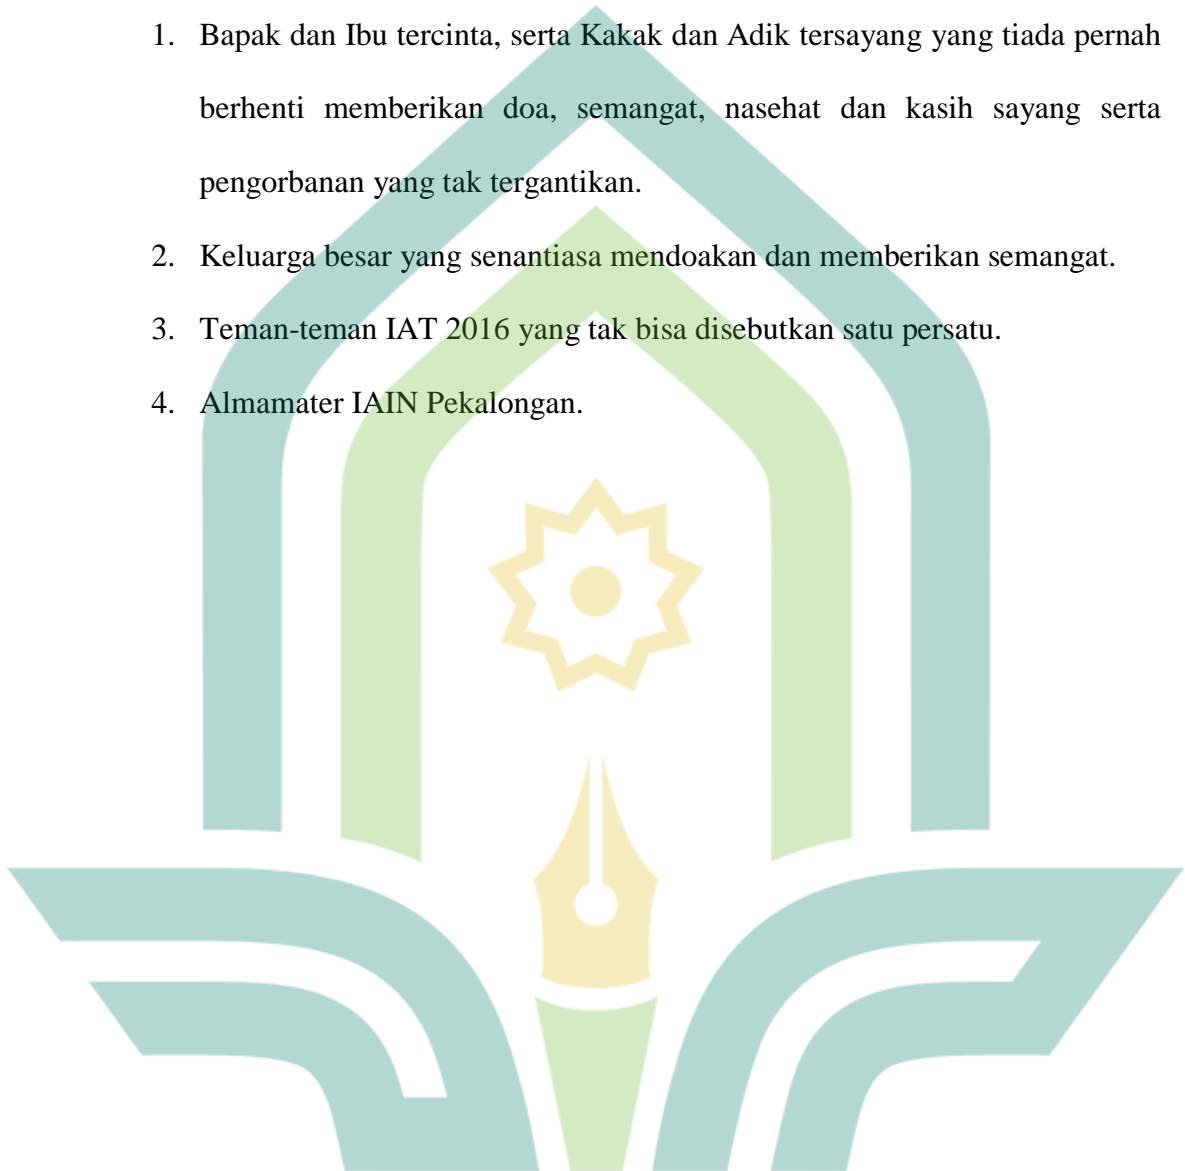 1. Bapak dan Ibu tercinta, serta Kakak dan Adik tersayang yang tiada pernah
berhenti memberikan doa, semangat, nasehat dan kasih sayang serta
pengorbanan yang tak tergantikan.
2. Keluarga besar yang senantiasa mendoakan dan memberikan semangat.
3. Teman-teman IAT 2016 yang tak bisa disebutkan satu persatu.
4. Almamater IAIN Pekalongan.